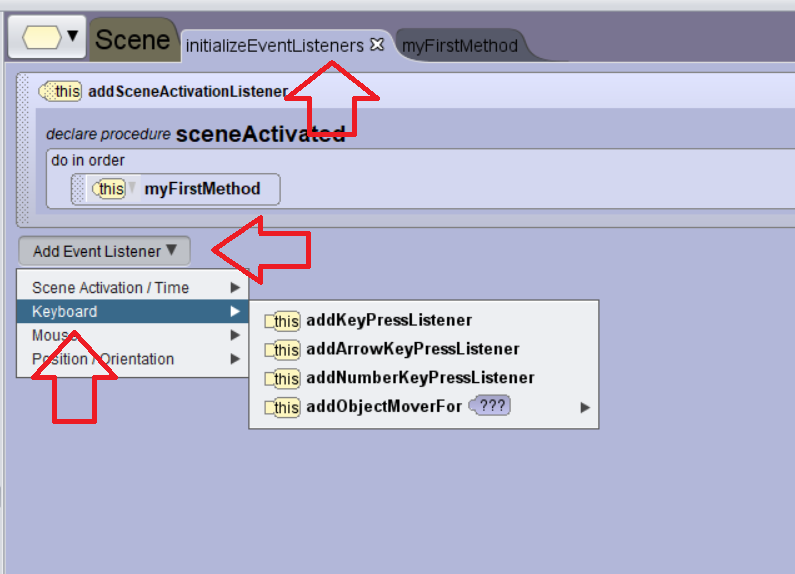 Scene initializeEventListeners myFirstMethod
this addSceneActivationListener
declare procedure sceneActivated
do in order
this myFirstMethod
Add Event Listener
Scene Activation / Time
Keyboard
Mouse
Position / Orientation
this addKeyPressListener
this addArrowKeyPressListener
this addNumberKeyPressListener
this addObjectMoverFor ???